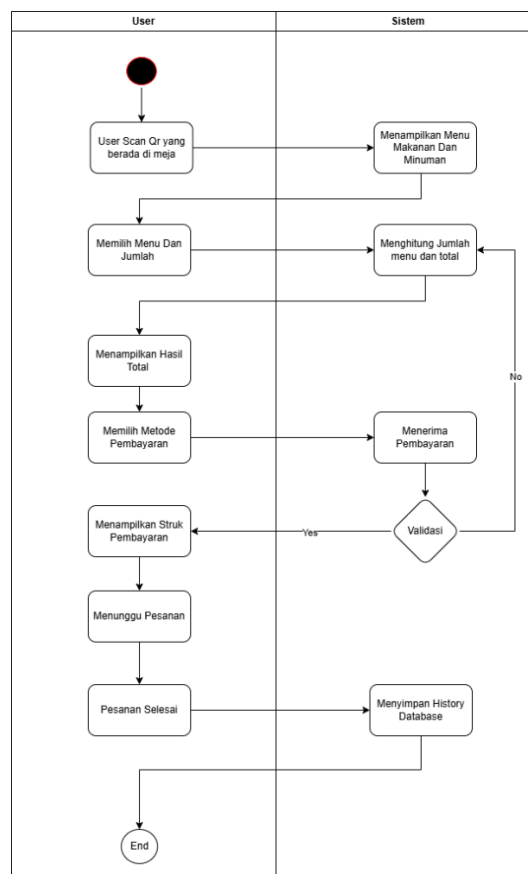 User
Sistem
User Scan Qr yang
berada di meja
Menampilkan Menu
Makanan Dan
Minuman
Memilih Menu Dan
Jumlah
Menghitung Jumlah
menu dan total
Menampilkan Hasil
Total
No
Memilih Metode
Pembayaran
Menerima
Pembayaran
Menampilkan Struk
Pembayaran
Yes
Validasi
Menunggu Pesanan
Pesanan Selesai
Menyimpan History
Database
End